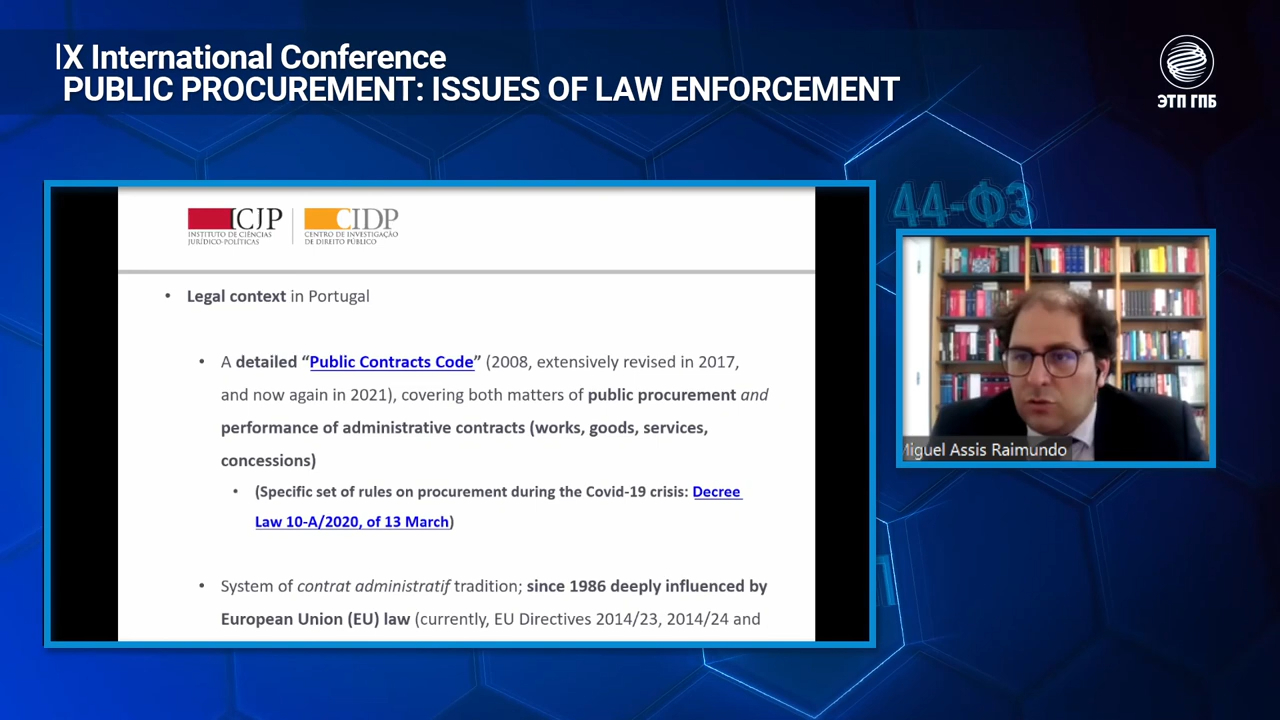 IX International Conference
PUBLIC PROCUREMENT: ISSUES OF LAW ENFORCEMENT
ЭТП ГПБ
44-ФЗ
ICJP
INSTITUTO DE CIÊNCIAS
JURÍDICO-POLÍTICAS
CIDP
CENTRO DE INVESTIGAÇÃO
DE DIREITO PÚBLICO
• Legal context in Portugal
• A detailed “Public Contracts Code” (2008, extensively revised in 2017,
and now again in 2021), covering both matters of public procurement and
performance of administrative contracts (works, goods, services,
concessions)
• (Specific set of rules on procurement during the Covid-19 crisis: Decree
Law 10-A/2020, of 13 March)
• System of contrat administratif tradition; since 1986 deeply influenced by
European Union (EU) law (currently, EU Directives 2014/23, 2014/24 and
Miguel Assis Raimundo